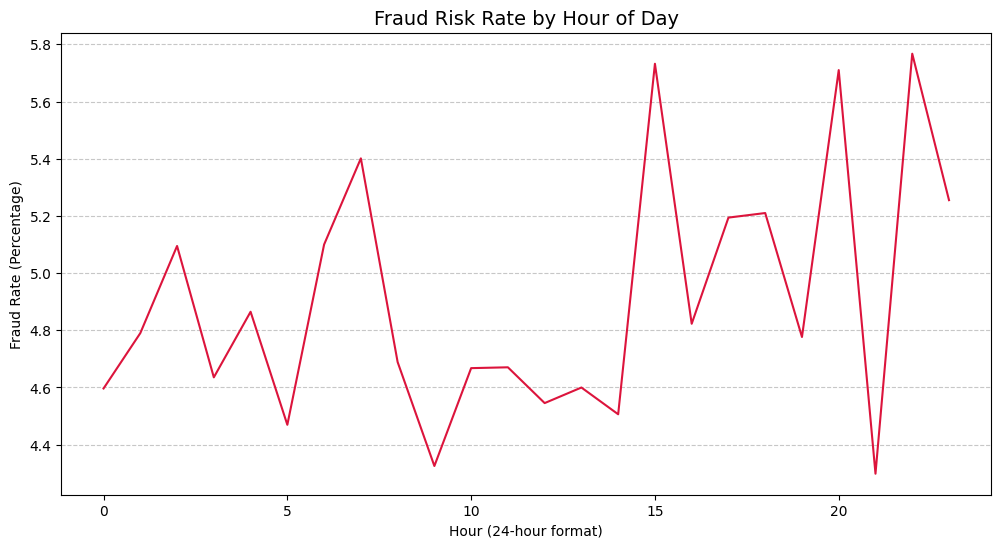 Fraud Risk Rate by Hour of Day
Fraud Rate (Percentage)
5.8
5.6
5.4
5.2
5.0
4.8
4.6
4.4
0 5 10 15 20
Hour (24-hour format)